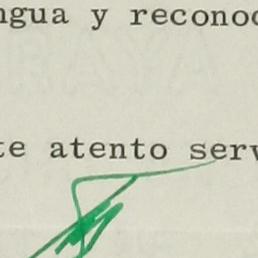 ngua y reconoc
te atento serv